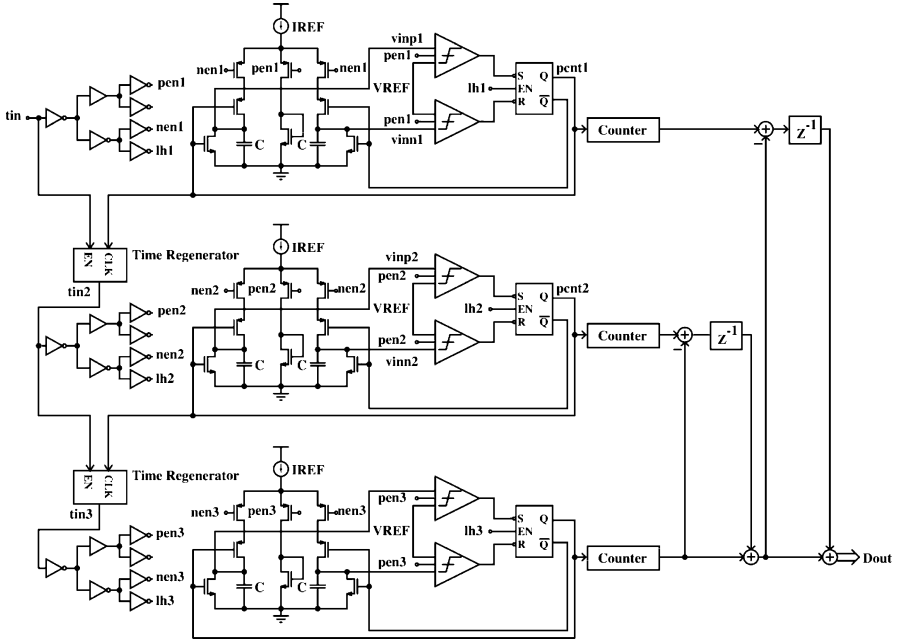 IREF
vinp1
pen1
nen1 pen1 nen1
pen1
VREF
lh1
S Q pcnt1
EN
R Q
tin
nen1
lh1
C C
pen1
vinn1
Counter
+
−
Z-1
+
EN CLK
Time Regenerator
tin2
IREF
vinp2
pen2
nen2 pen2 nen2
pen2
VREF
lh2
S Q pcnt2
EN
R Q
nen2
lh2
C C
pen2
vinn2
Counter
+
−
Z-1
EN CLK
Time Regenerator
tin3
IREF
pen3
nen3 pen3 nen3
pen3
VREF
lh3
S Q
EN
R Q
nen3
lh3
C C
pen3
Counter
+
+
Dout